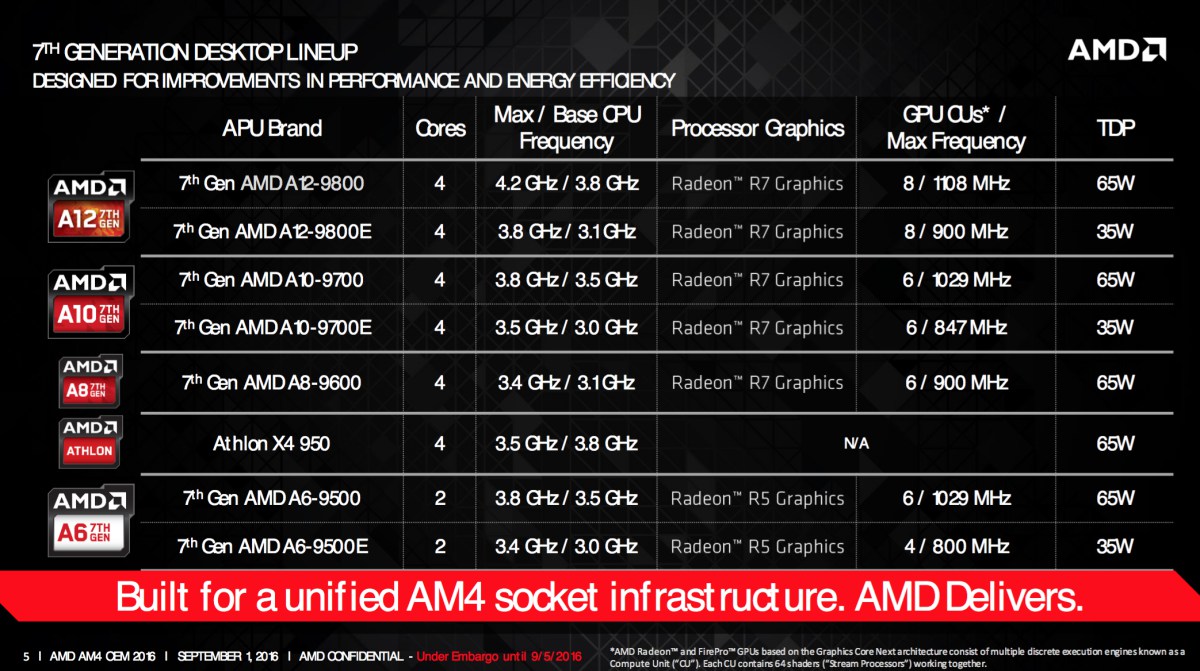 7TH GENERATION DESKTOP LINEUP
DESIGNED FOR IMPROVEMENTS IN PERFORMANCE AND ENERGY EFFICIENCY
AMD
APU Brand Cores Max / Base CPU Frequency Processor Graphics GPU CUs* / Max Frequency TDP
AMD A12 7TH GEN
7th Gen AMD A12-9800 4 4.2 GHz / 3.8 GHz Radeon™ R7 Graphics 8 / 1108 MHz 65W
7th Gen AMD A12-9800E 4 3.8 GHz / 3.1 GHz Radeon™ R7 Graphics 8 / 900 MHz 35W
AMD A10 7TH GEN
7th Gen AMD A10-9700 4 3.8 GHz / 3.5 GHz Radeon™ R7 Graphics 6 / 1029 MHz 65W
7th Gen AMD A10-9700E 4 3.5 GHz / 3.0 GHz Radeon™ R7 Graphics 6 / 847 MHz 35W
AMD A8 7TH GEN
7th Gen AMD A8-9600 4 3.4 GHz / 3.1 GHz Radeon™ R7 Graphics 6 / 900 MHz 65W
AMD ATHLON
Athlon X4 950 4 3.5 GHz / 3.8 GHz N/A 65W
AMD A6 7TH GEN
7th Gen AMD A6-9500 2 3.8 GHz / 3.5 GHz Radeon™ R5 Graphics 6 / 1029 MHz 65W
7th Gen AMD A6-9500E 2 3.4 GHz / 3.0 GHz Radeon™ R5 Graphics 4 / 800 MHz 35W
Built for a unified AM4 socket infrastructure. AMD Delivers.
5 | AMD AM4 OEM 2016 | SEPTEMBER 1, 2016 | AMD CONFIDENTIAL - Under Embargo until 9/5/2016
*AMD Radeon™ and FirePro™ GPUs based on the Graphics Core Next architecture consist of multiple discrete execution engines known as a
Compute Unit ("CU"). Each CU contains 64 shaders ("Stream Processors") working together.